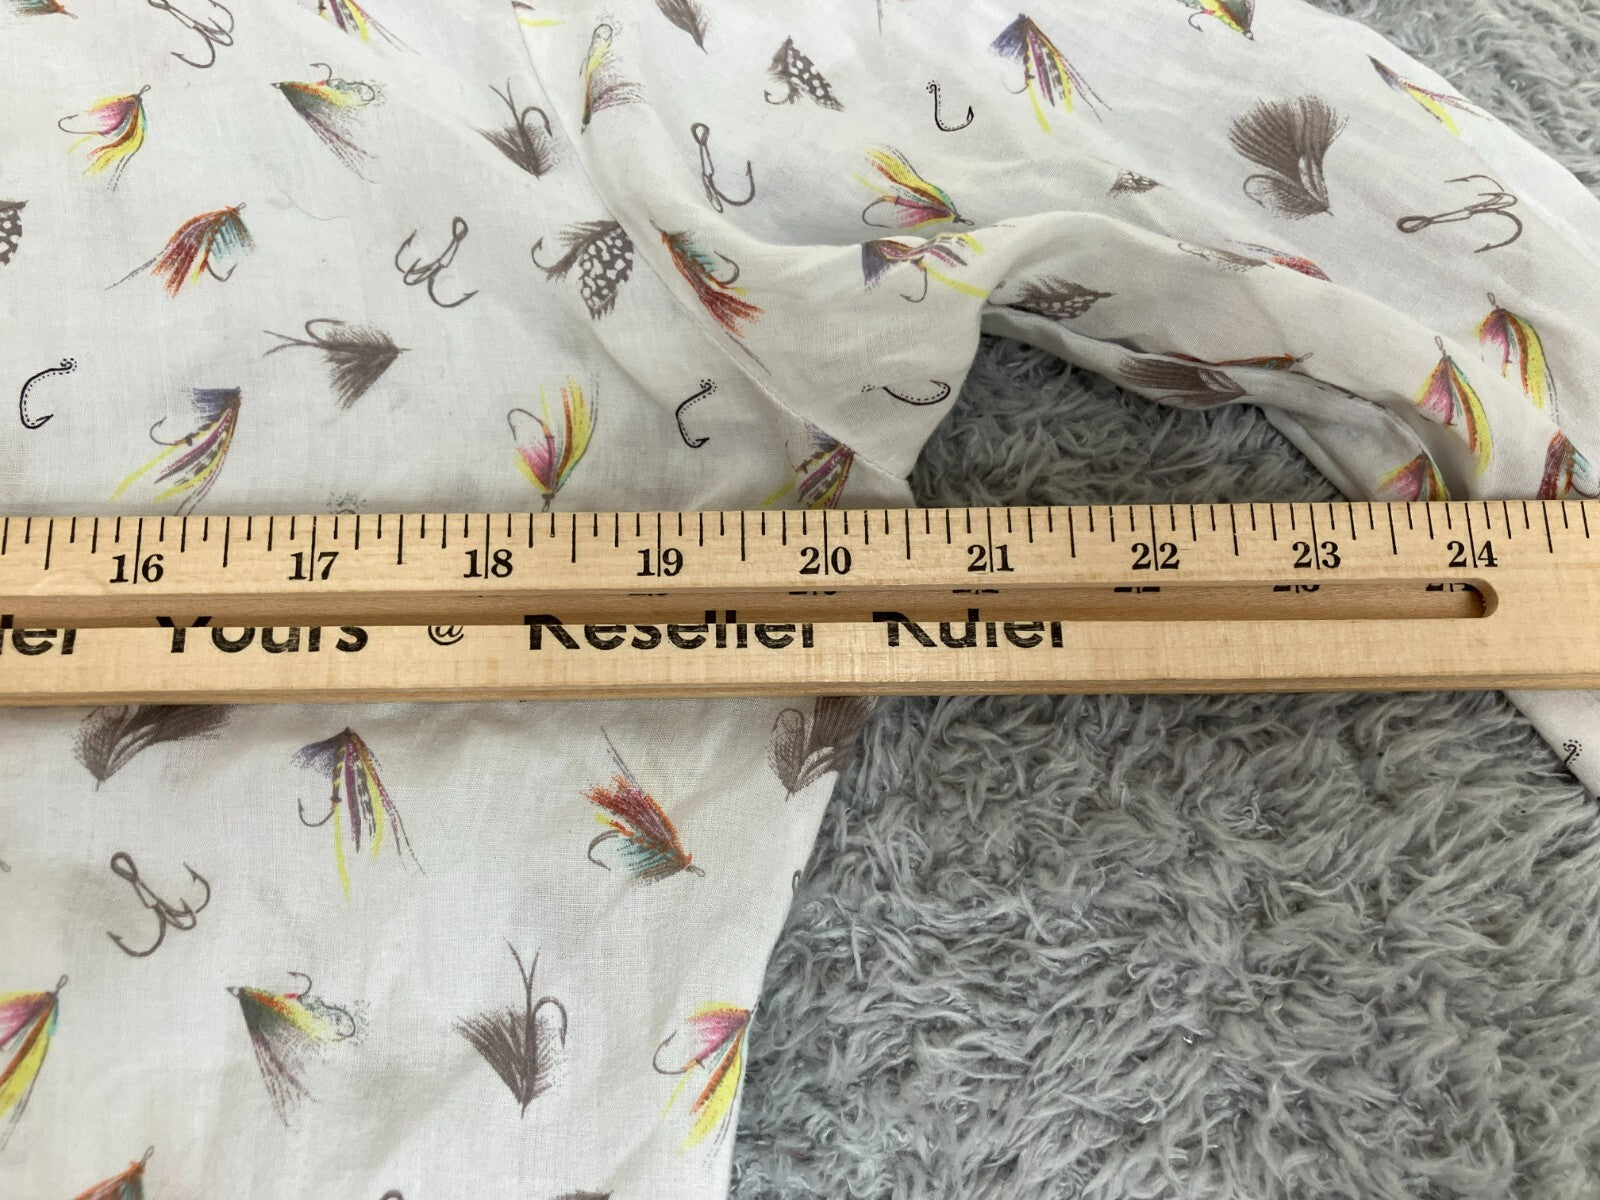 16 17 18 19 20 21 22 23 24
Yours @ Reseller Ruler